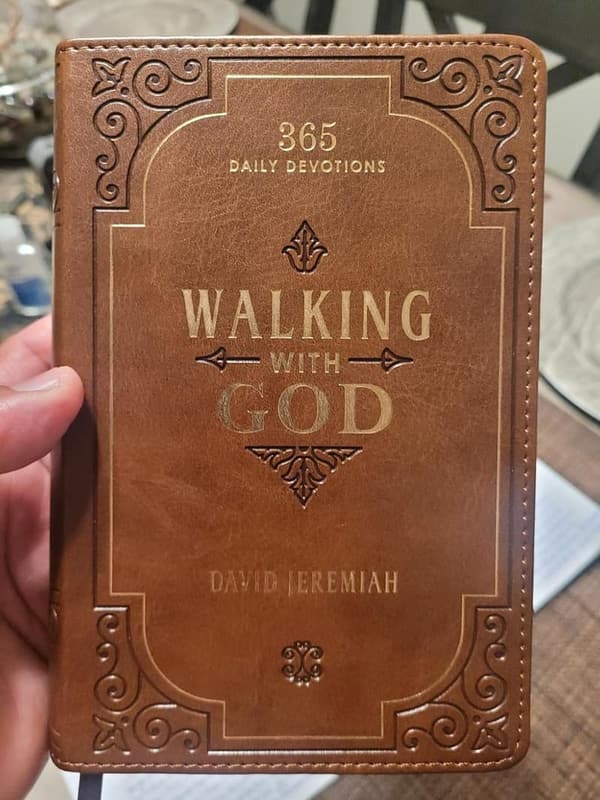 365
DAILY DEVOTIONS
WALKING
WITH
GOD
DAVID JEREMIAH